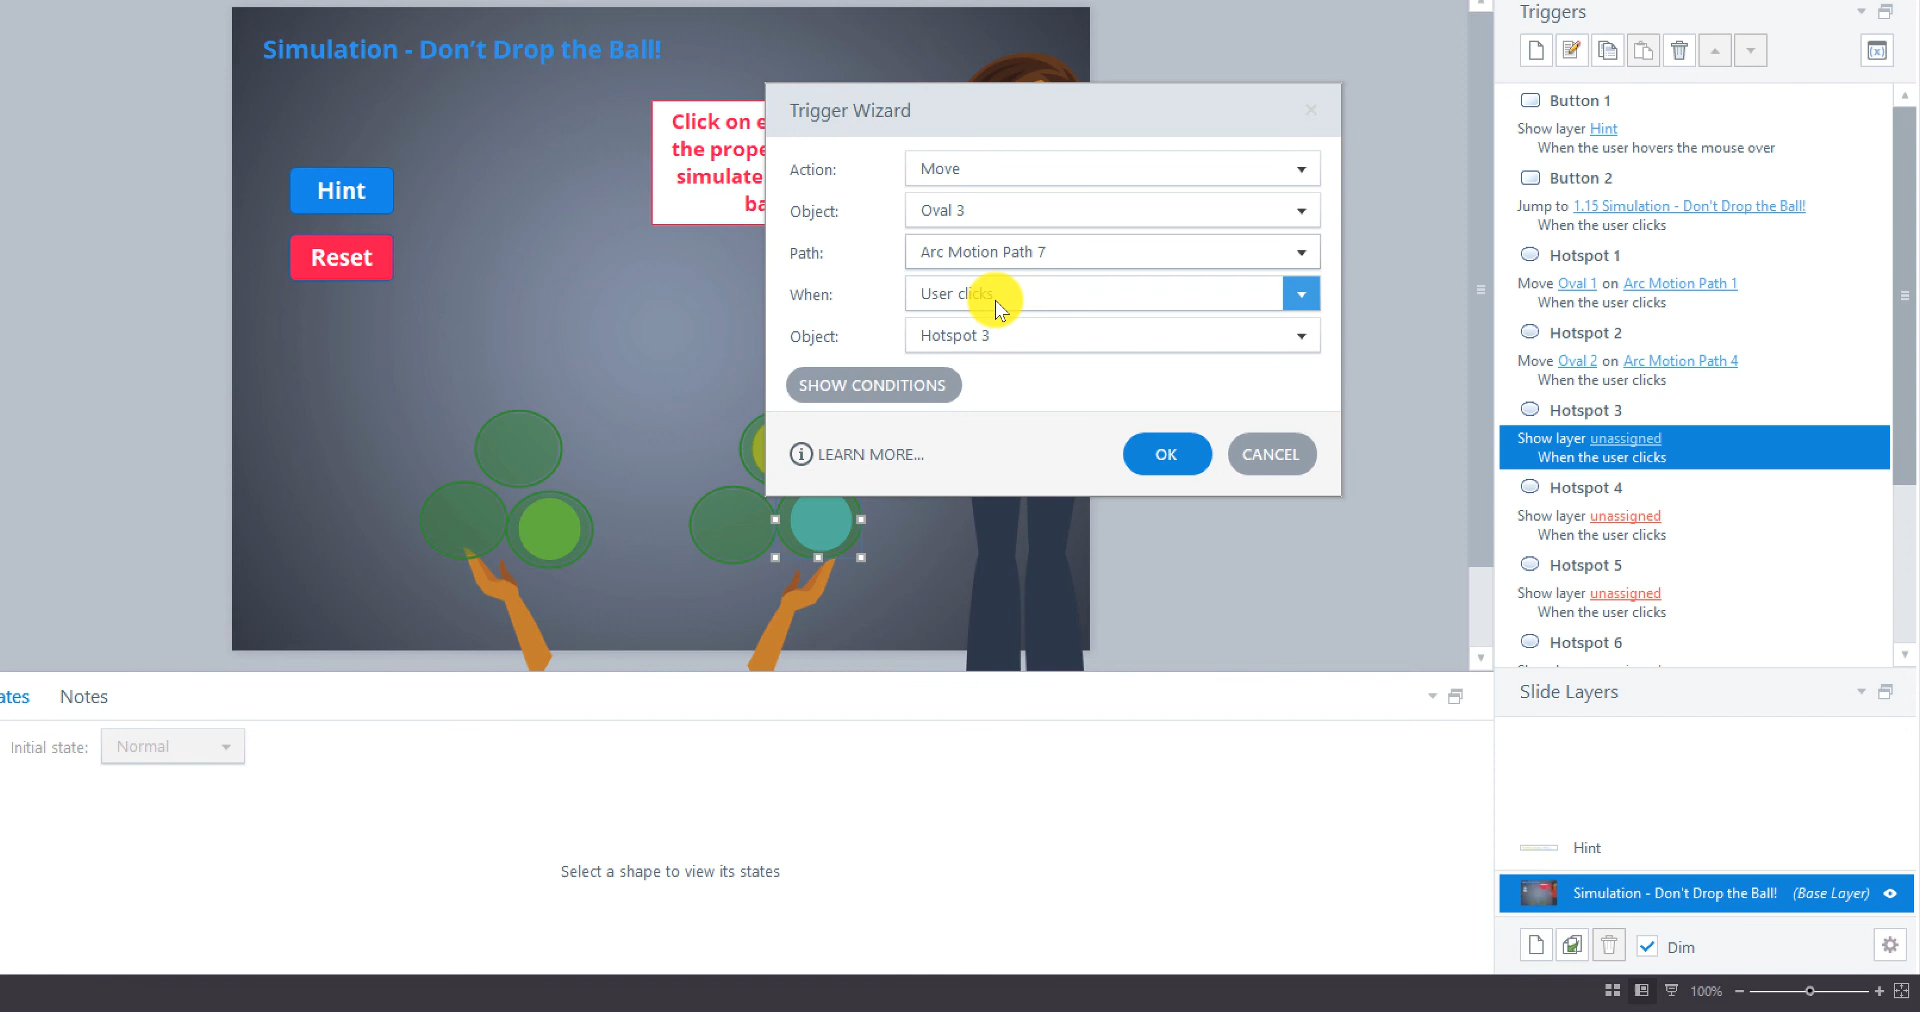 Simulation - Don't Drop the Ball!
Click on e
the prope
simulate
ba
Hint
Reset
Trigger Wizard
Action: Move
Object: Oval 3
Path: Arc Motion Path 7
When: User clicks
Object: Hotspot 3
SHOW CONDITIONS
LEARN MORE...
OK
CANCEL
Triggers
Button 1
Show layer Hint
When the user hovers the mouse over
Button 2
Jump to 1.15 Simulation - Don't Drop the Ball!
When the user clicks
Hotspot 1
Move Oval 1 on Arc Motion Path 1
When the user clicks
Hotspot 2
Move Oval 2 on Arc Motion Path 4
When the user clicks
Hotspot 3
Show layer unassigned
When the user clicks
Hotspot 4
Show layer unassigned
When the user clicks
Hotspot 5
Show layer unassigned
When the user clicks
Hotspot 6
ates Notes
Initial state: Normal
Select a shape to view its states
Slide Layers
Hint
Simulation - Don't Drop the Ball! (Base Layer)
Dim
100%